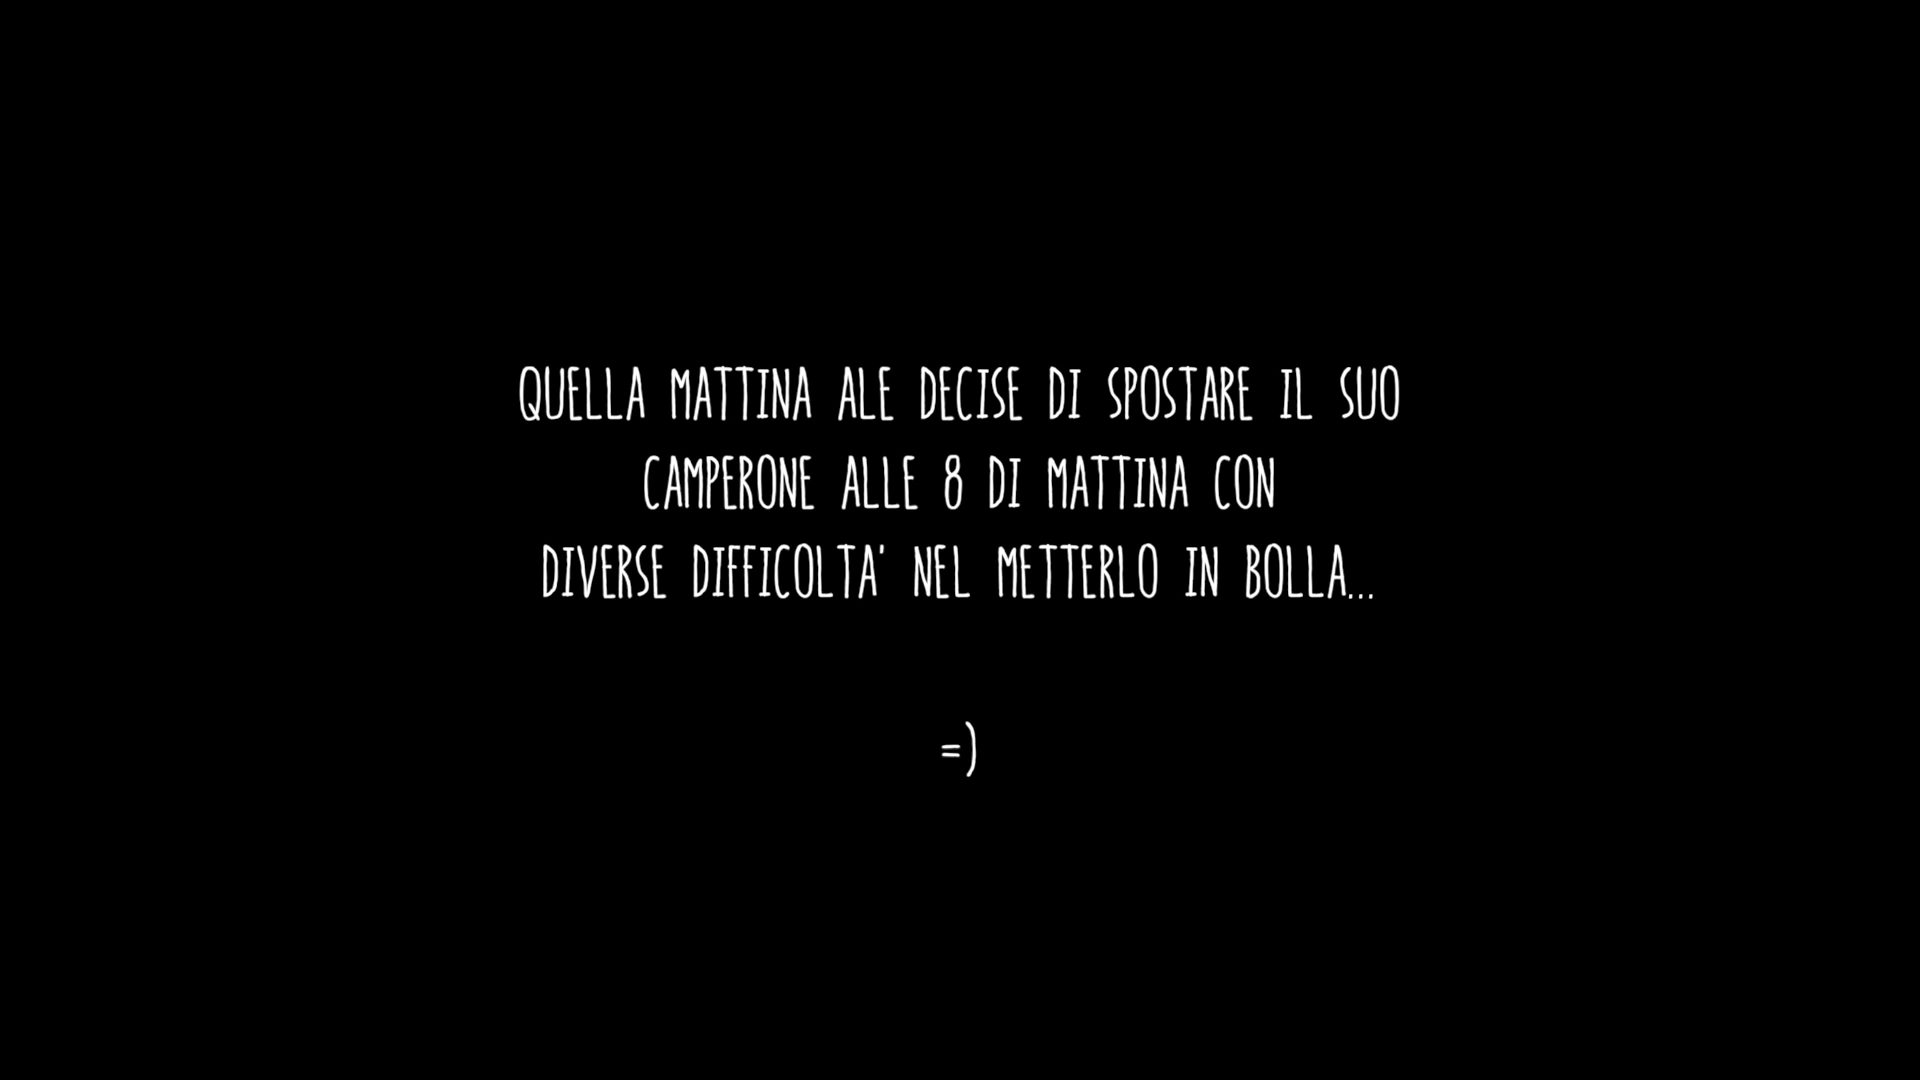 QUELLA MATTINA ALE DECISE DI SPOSTARE IL SUO
CAMPERONE ALLE 8 DI MATTINA CON
DIVERSE DIFFICOLTA' NEL METTERLO IN BOLLA...
=)